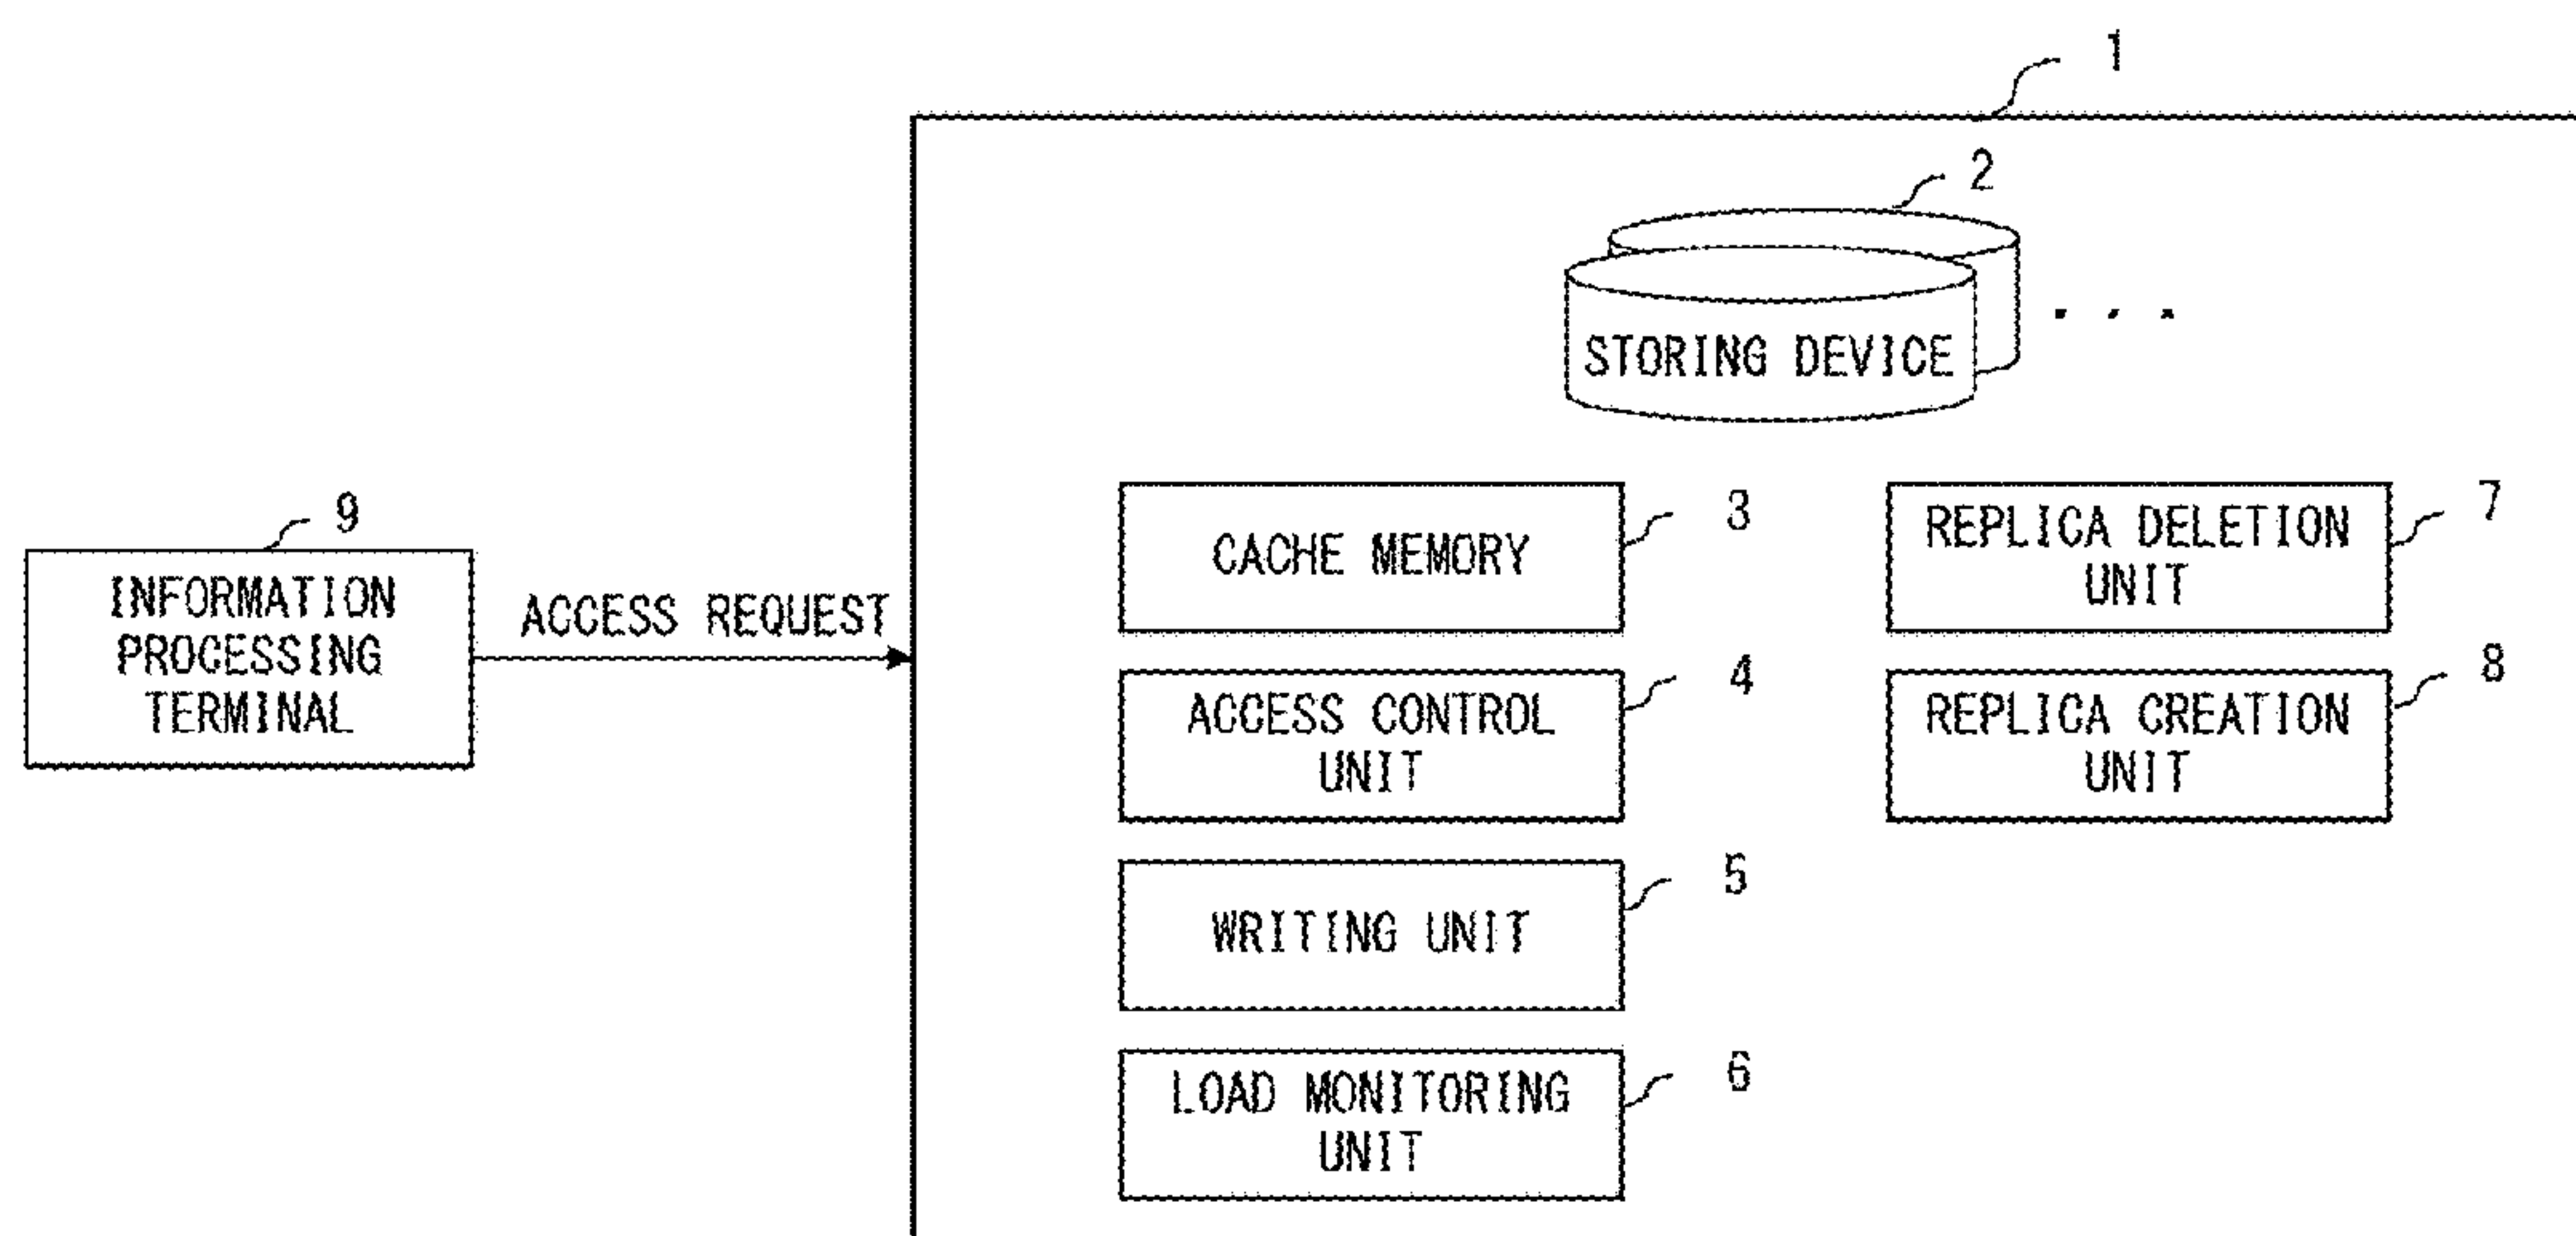 1
2
STORING DEVICE
. . .
9
INFORMATION
PROCESSING
TERMINAL
ACCESS REQUEST
3
CACHE MEMORY
4
ACCESS CONTROL
UNIT
5
WRITING UNIT
6
LOAD MONITORING
UNIT
7
REPLICA DELETION
UNIT
8
REPLICA CREATION
UNIT